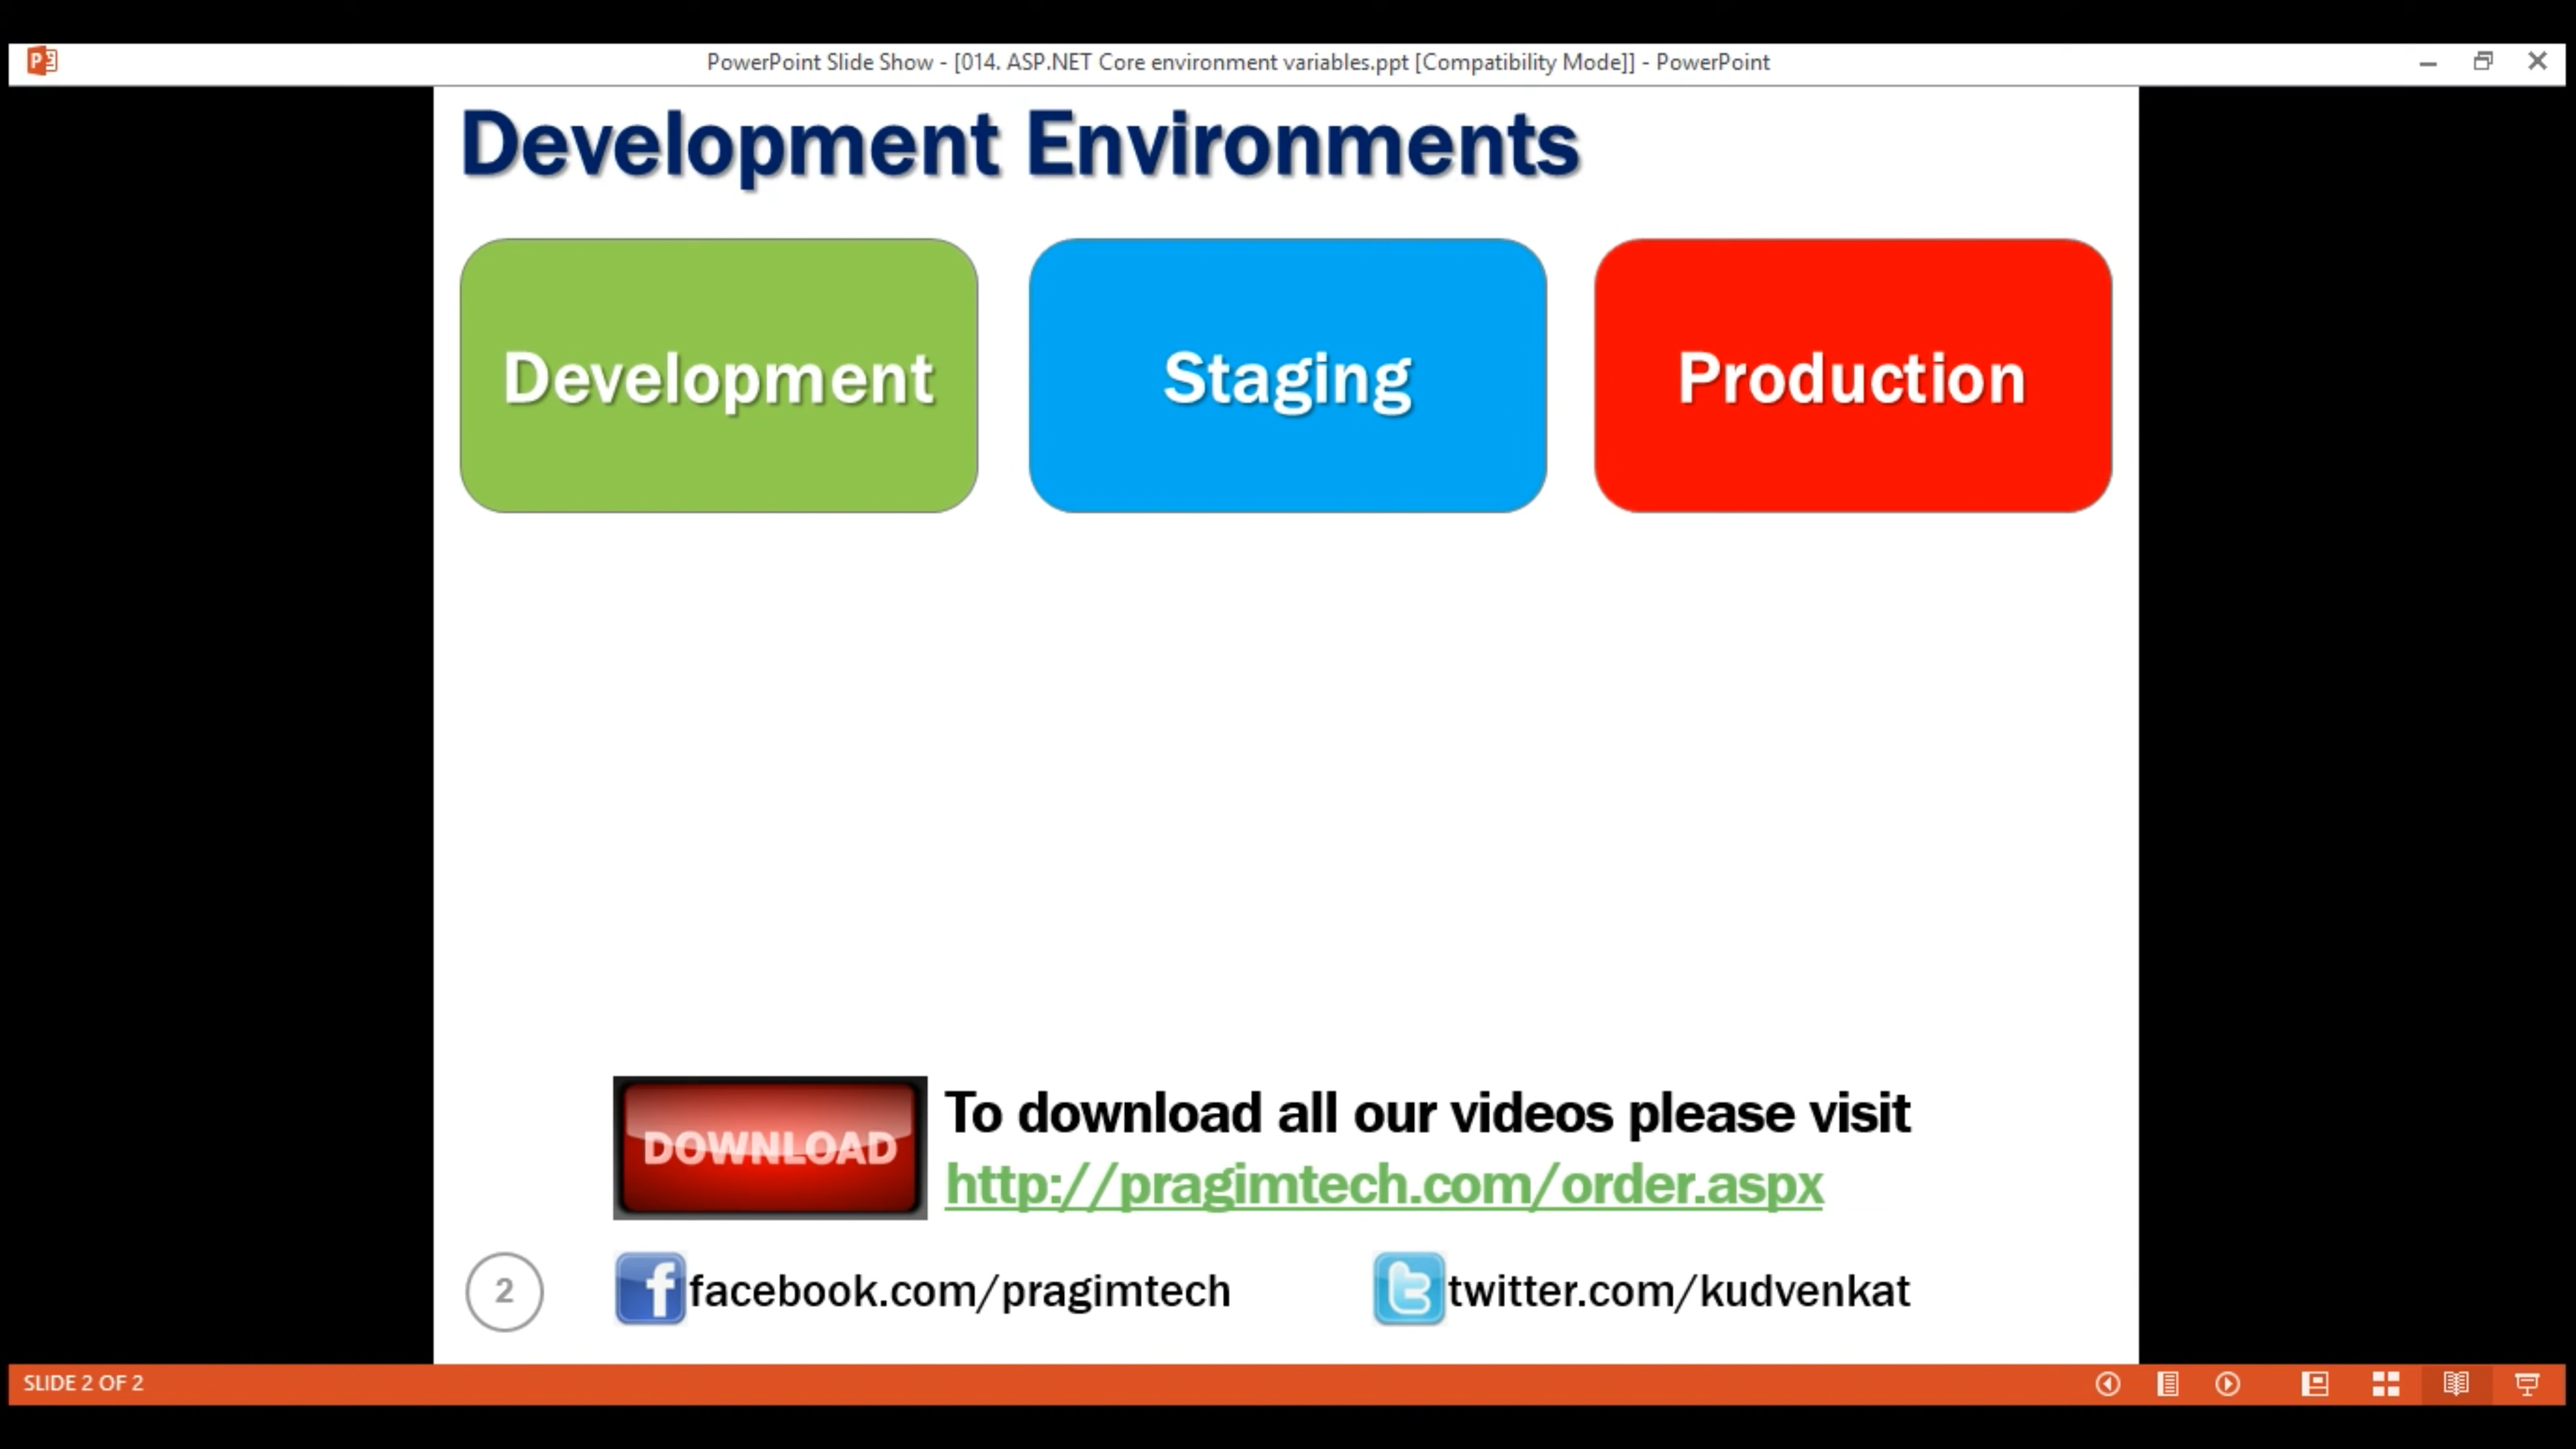 PowerPoint Slide Show - [014. ASP.NET Core environment variables.ppt [Compatibility Mode]] - PowerPoint
Development Environments
Development
Staging
Production
DOWNLOAD
To download all our videos please visit
http://pragimtech.com/order.aspx
2
facebook.com/pragimtech
twitter.com/kudvenkat
SLIDE 2 OF 2